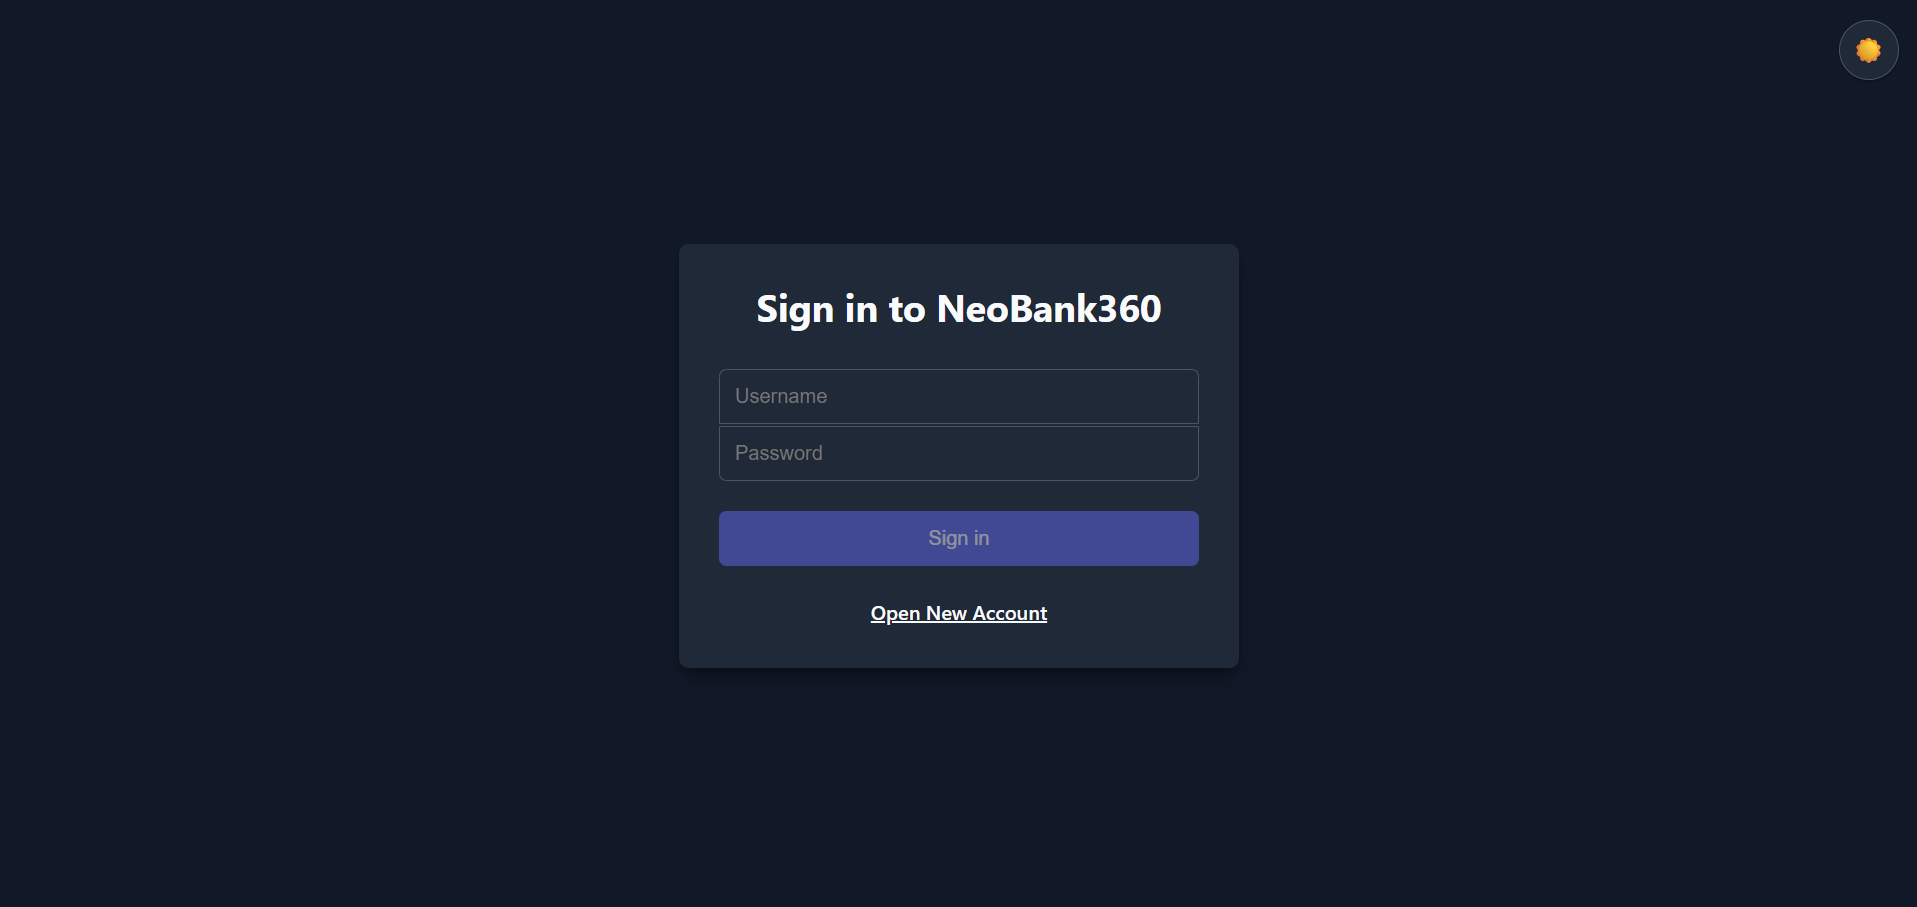 Sign in to NeoBank360
Username
Password
Sign in
Open New Account